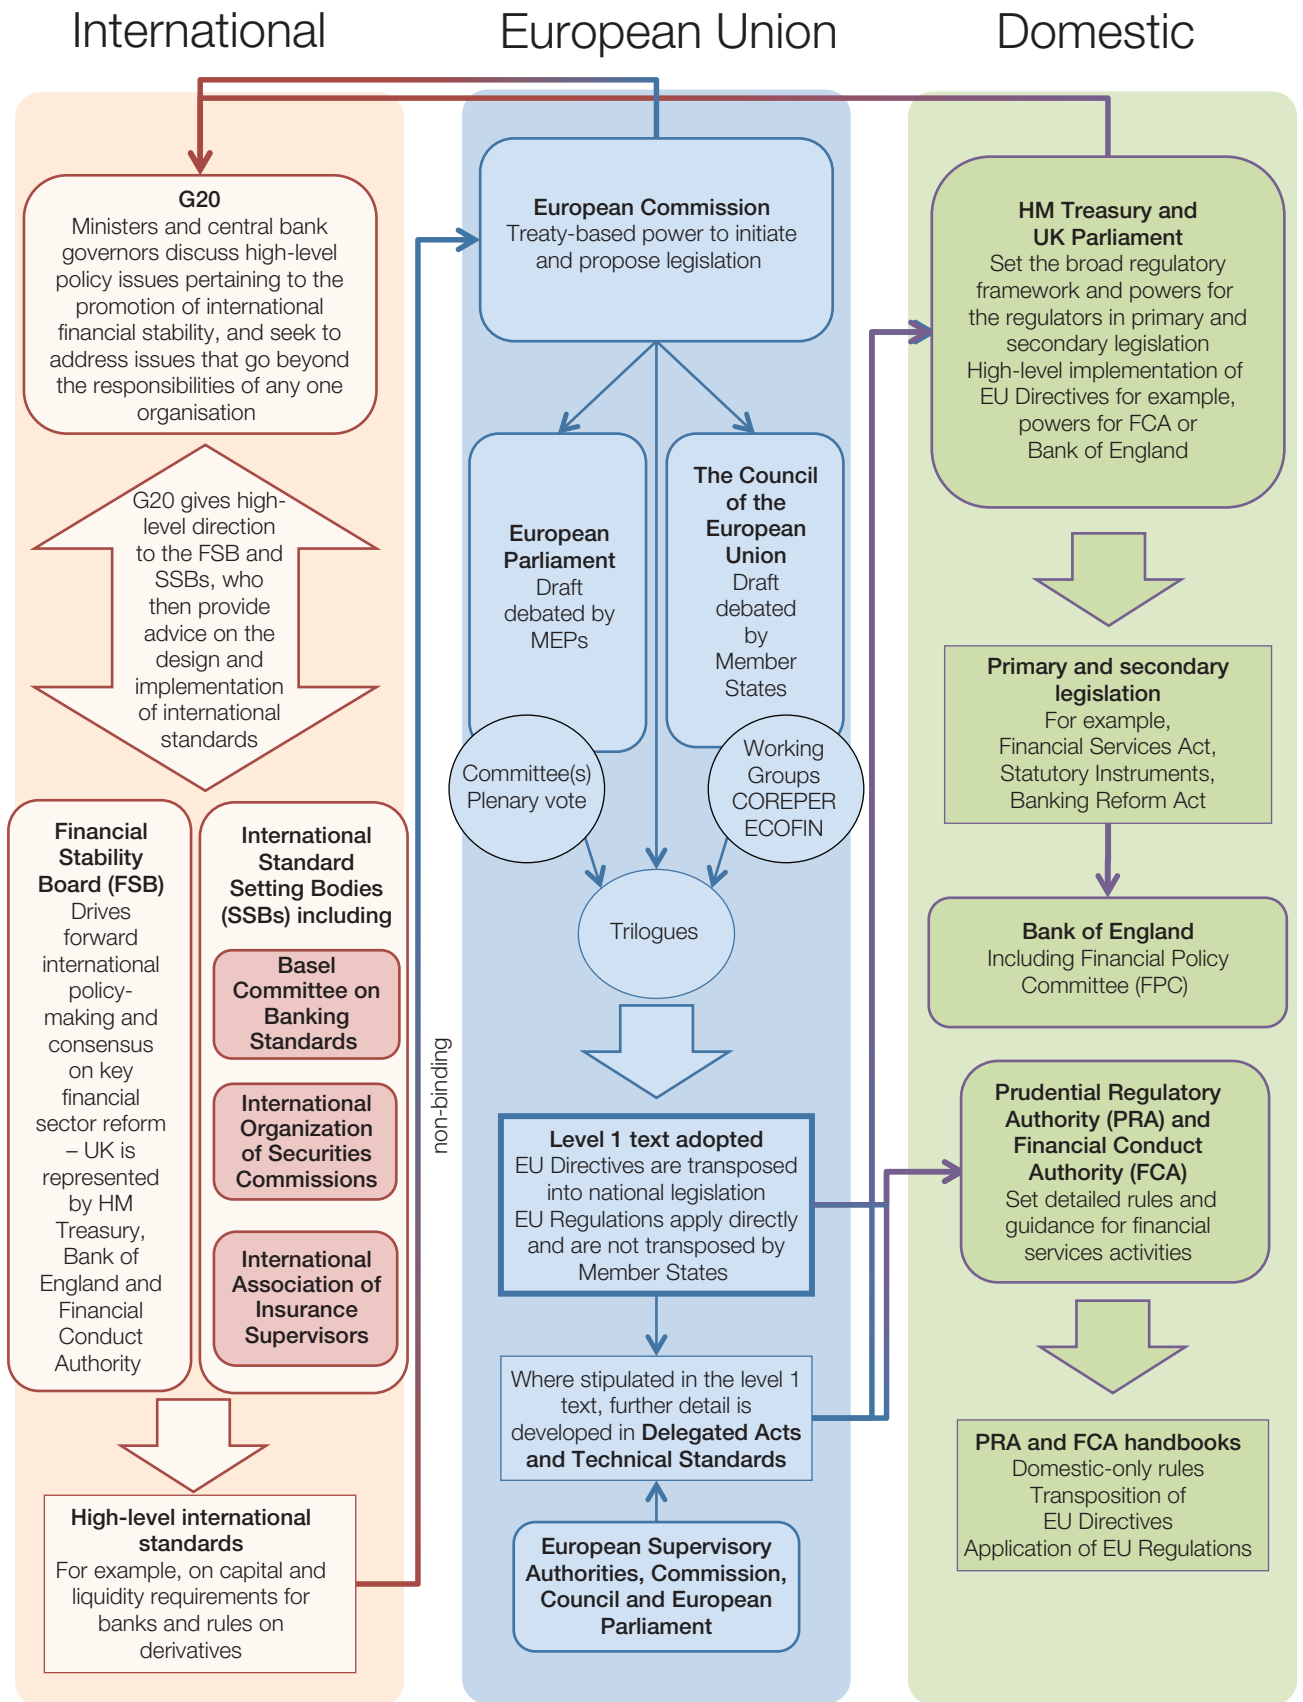 International
European Union
Domestic
G20
Ministers and central bank
governors discuss high-level
policy issues pertaining to the
promotion of international
financial stability, and seek to
address issues that go beyond
the responsibilities of any one
organisation
G20 gives high-
level direction
to the FSB and
SSBs, who
then provide
advice on the
design and
implementation
of international
standards
Financial
Stability
Board (FSB)
Drives
forward
international
policy-
making and
consensus
on key
financial
sector reform
– UK is
represented
by HM
Treasury,
Bank of
England and
Financial
Conduct
Authority
International
Standard
Setting Bodies
(SSBs) including
Basel
Committee on
Banking
Standards
International
Organization
of Securities
Commissions
International
Association of
Insurance
Supervisors
High-level international
standards
For example, on capital and
liquidity requirements for
banks and rules on
derivatives
non-binding
European Commission
Treaty-based power to initiate
and propose legislation
European
Parliament
Draft
debated by
MEPs
Committee(s)
Plenary vote
The Council
of the
European
Union
Draft
debated
by
Member
States
Working
Groups
COREPER
ECOFIN
Trilogues
Level 1 text adopted
EU Directives are transposed
into national legislation
EU Regulations apply directly
and are not transposed by
Member States
Where stipulated in the level 1
text, further detail is
developed in Delegated Acts
and Technical Standards
European Supervisory
Authorities, Commission,
Council and European
Parliament
HM Treasury and
UK Parliament
Set the broad regulatory
framework and powers for
the regulators in primary and
secondary legislation
High-level implementation of
EU Directives for example,
powers for FCA or
Bank of England
Primary and secondary
legislation
For example,
Financial Services Act,
Statutory Instruments,
Banking Reform Act
Bank of England
Including Financial Policy
Committee (FPC)
Prudential Regulatory
Authority (PRA) and
Financial Conduct
Authority (FCA)
Set detailed rules and
guidance for financial
services activities
PRA and FCA handbooks
Domestic-only rules
Transposition of
EU Directives
Application of EU Regulations